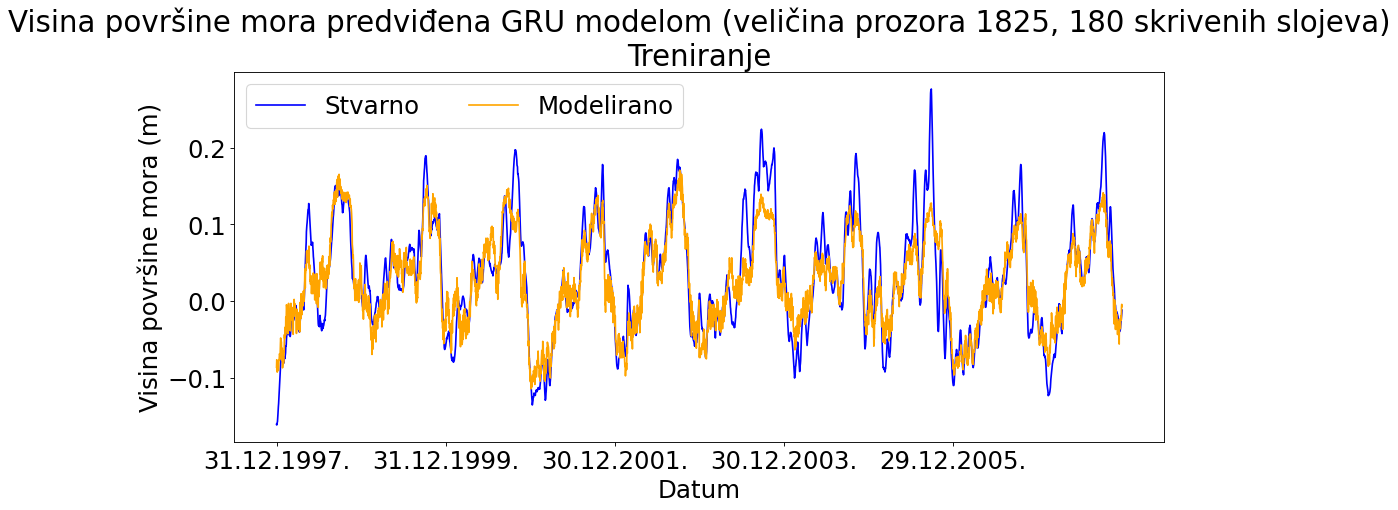 Visina površine mora predviđena GRU modelom (veličina prozora 1825, 180 skrivenih slojeva)
Treniranje
Stvarno
Modelirano
Visina površine mora (m)
0.2
0.1
0.0
−0.1
31.12.1997.
31.12.1999.
30.12.2001.
30.12.2003.
29.12.2005.
Datum